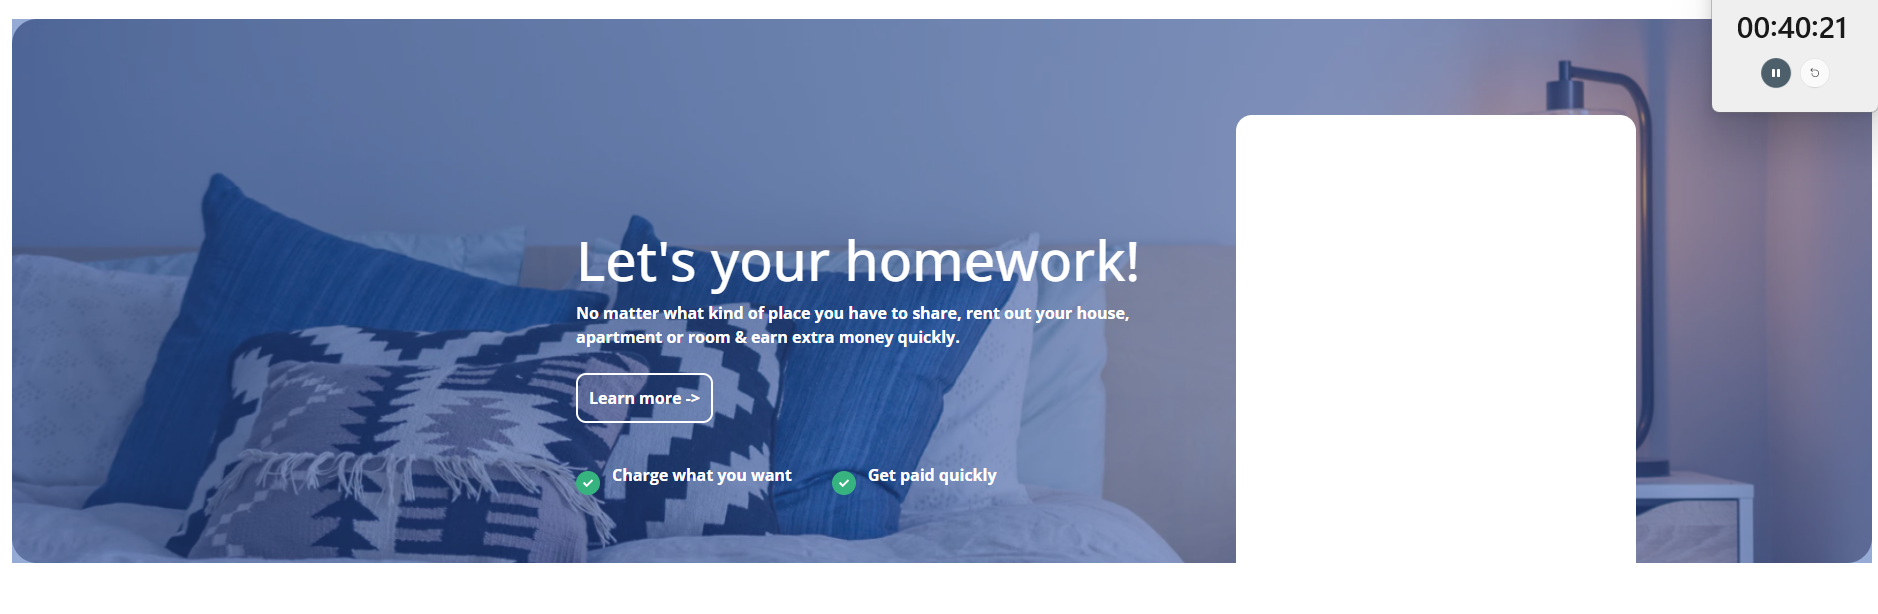 00:40:21
Let's your homework!
No matter what kind of place you have to share, rent out your house,
apartment or room & earn extra money quickly.
Learn more ->
Charge what you want
Get paid quickly